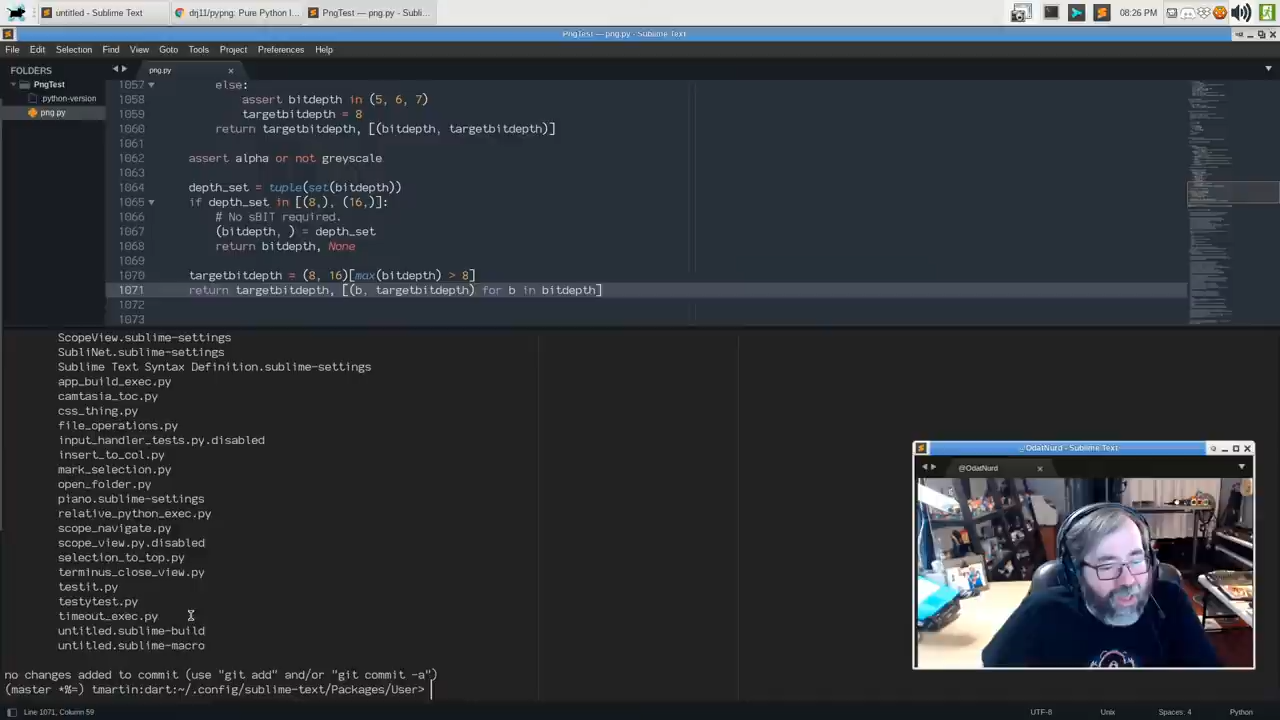 untitled - Sublime Text
drj11/pypng: Pure Python l...
PngTest — png.py - Subli...
08:26 PM
PngTest — png.py - Sublime Text
File Edit Selection Find View Goto Tools Project Preferences Help
FOLDERS
PngTest
.python-version
png.py
png.py
1057 else:
1058 assert bitdepth in (5, 6, 7)
1059 targetbitdepth = 8
1060 return targetbitdepth, [(bitdepth, targetbitdepth)]
1061
1062 assert alpha or not greyscale
1063
1064 depth_set = tuple(set(bitdepth))
1065 if depth_set in [(8,), (16,)]:
1066 # No sBIT required.
1067 (bitdepth, ) = depth_set
1068 return bitdepth, None
1069
1070 targetbitdepth = (8, 16)[max(bitdepth) > 8]
1071 return targetbitdepth, [(b, targetbitdepth) for b in bitdepth]
1072
1073
ScopeView.sublime-settings
SubliNet.sublime-settings
Sublime Text Syntax Definition.sublime-settings
app_build_exec.py
camtasia_toc.py
css_thing.py
file_operations.py
input_handler_tests.py.disabled
insert_to_col.py
mark_selection.py
open_folder.py
piano.sublime-settings
relative_python_exec.py
scope_navigate.py
scope_view.py.disabled
selection_to_top.py
terminus_close_view.py
testit.py
testytest.py
timeout_exec.py
untitled.sublime-build
untitled.sublime-macro
no changes added to commit (use "git add" and/or "git commit -a")
(master *%=) tmartin:dart:~/.config/sublime-text/Packages/User>
@OdatNurd - Sublime Text
@OdatNurd
Line 1071, Column 59
UTF-8
Unix
Spaces: 4
Python